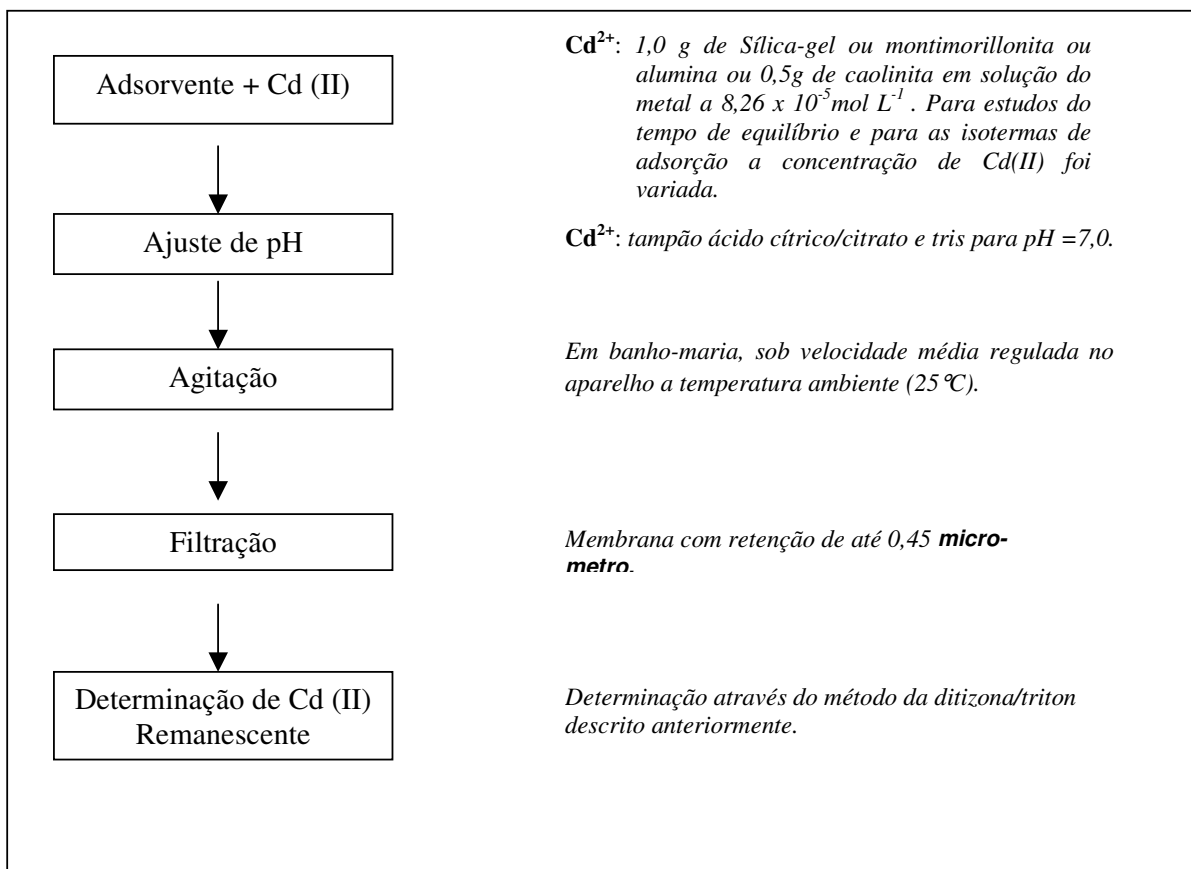 Adsorvente + Cd (II)
Cd²⁺: 1,0 g de Sílica-gel ou montimorillonita ou
alumina ou 0,5g de caolinita em solução do
metal a 8,26 x 10⁻⁵mol L⁻¹ . Para estudos do
tempo de equilíbrio e para as isotermas de
adsorção a concentração de Cd(II) foi
variada.
Ajuste de pH
Cd²⁺: tampão ácido cítrico/citrato e tris para pH =7,0.
Agitação
Em banho-maria, sob velocidade média regulada no
aparelho a temperatura ambiente (25°C).
Filtração
Membrana com retenção de até 0,45 micro-
metro.
Determinação de Cd (II)
Remanescente
Determinação através do método da ditizona/triton
descrito anteriormente.